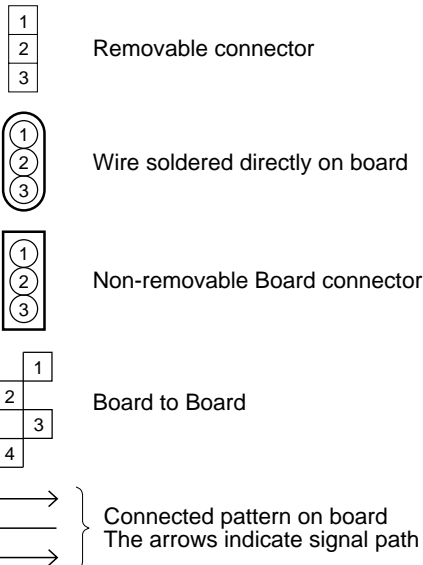 1
2
3
Removable connector
1
2
3
Wire soldered directly on board
1
2
3
Non-removable Board connector
1
2
3
4
Board to Board
Connected pattern on board
The arrows indicate signal path